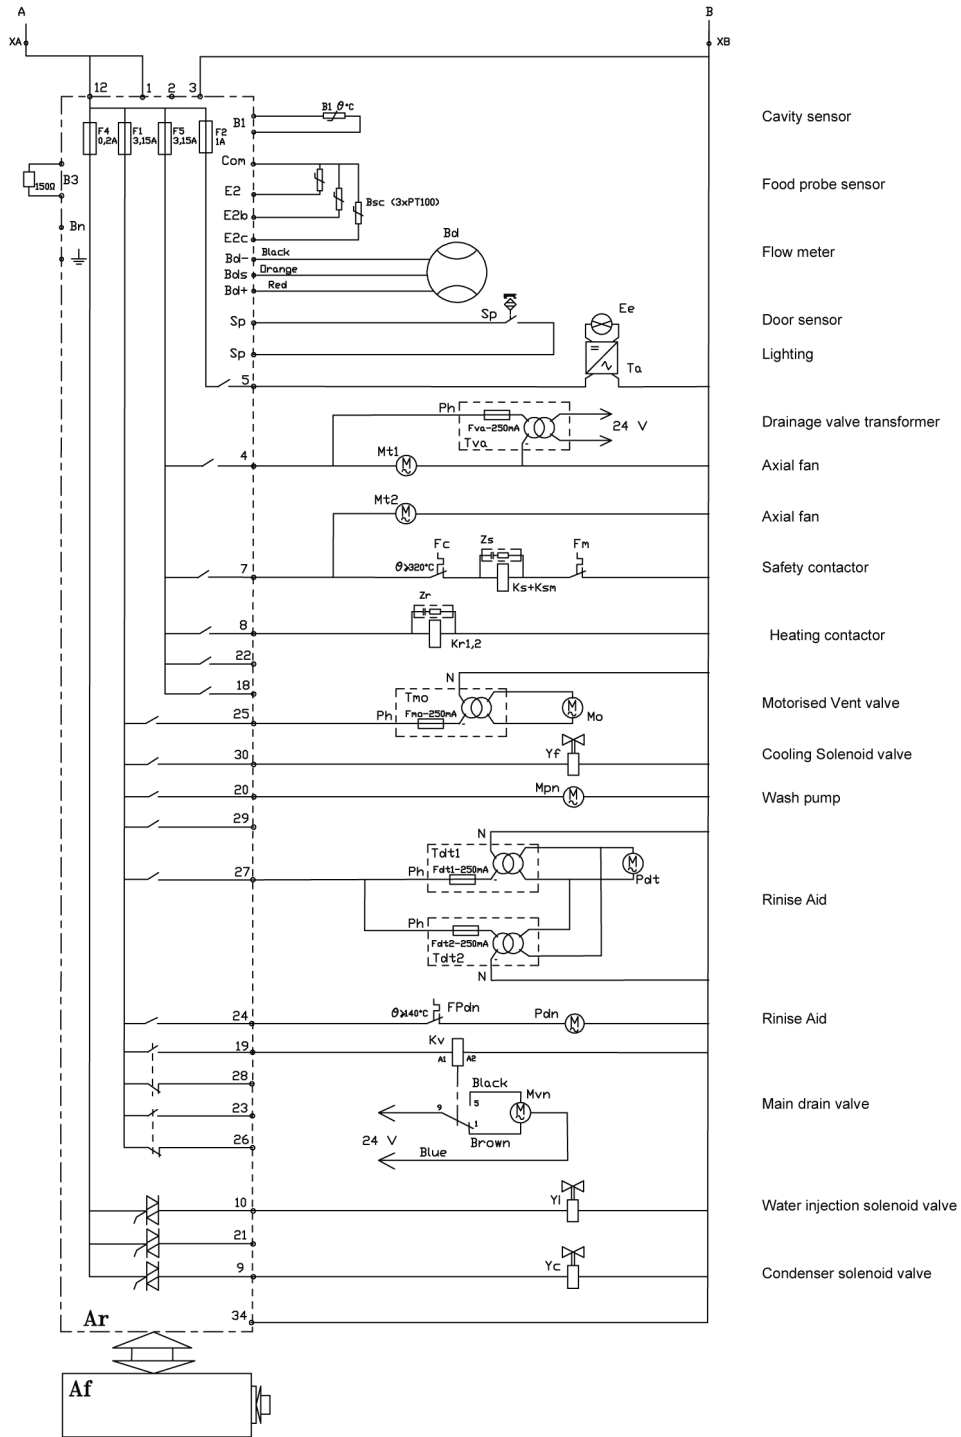 A B
XA XB
12 1 2 3
F4 0,2A F1 3,15A F5 3,15A F2 1A
B1 B1 θ °C Cavity sensor
150Ω B3
Com
E2 Food probe sensor
Bsc (3xPT100)
E2b
Bn
E2c
Bd
Bd- Black Flow meter
Bds Orange
Bd+ Red
Sp Sp Ee Door sensor
Sp Ta Lighting
5
Ph Fva-250mA 24 V Drainage valve transformer
Tva
4 Mt1 Axial fan
Mt2 Axial fan
Fc Zs Fm
7 θ>320°C Ks+Ksm Safety contactor
Zr
8 Kr1,2 Heating contactor
22
18 N
Tmo Motorised Vent valve
25 Ph Fmo-250mA Mo
30 Yf Cooling Solenoid valve
20 Mpn Wash pump
29 N
Tdt1
27 Ph Fdt1-250mA Pdt
Rinise Aid
Ph Fdt2-250mA
Tdt2
N
24 θ>140°C FPdn Pdn Rinise Aid
19 Kv A1 A2
28 Black Mvn
5
23 9 1 Main drain valve
26 24 V Brown
Blue
10 Yl Water injection solenoid valve
21
9 Yc Condenser solenoid valve
34
Ar
Af